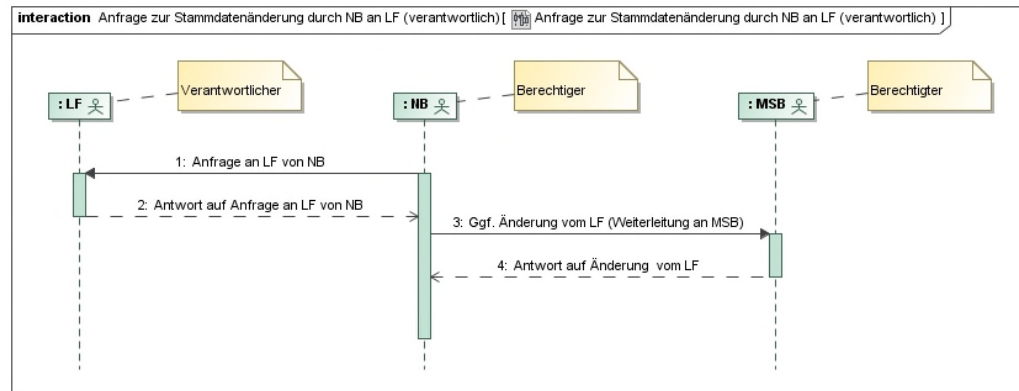 interaction Anfrage zur Stammdatenänderung durch NB an LF (verantwortlich)[ Anfrage zur Stammdatenänderung durch NB an LF (verantwortlich) ]
Verantwortlicher
Berechtiger
Berechtigter
: LF
: NB
: MSB
1: Anfrage an LF von NB
2: Antwort auf Anfrage an LF von NB
3: Ggf. Änderung vom LF (Weiterleitung an MSB)
4: Antwort auf Änderung vom LF